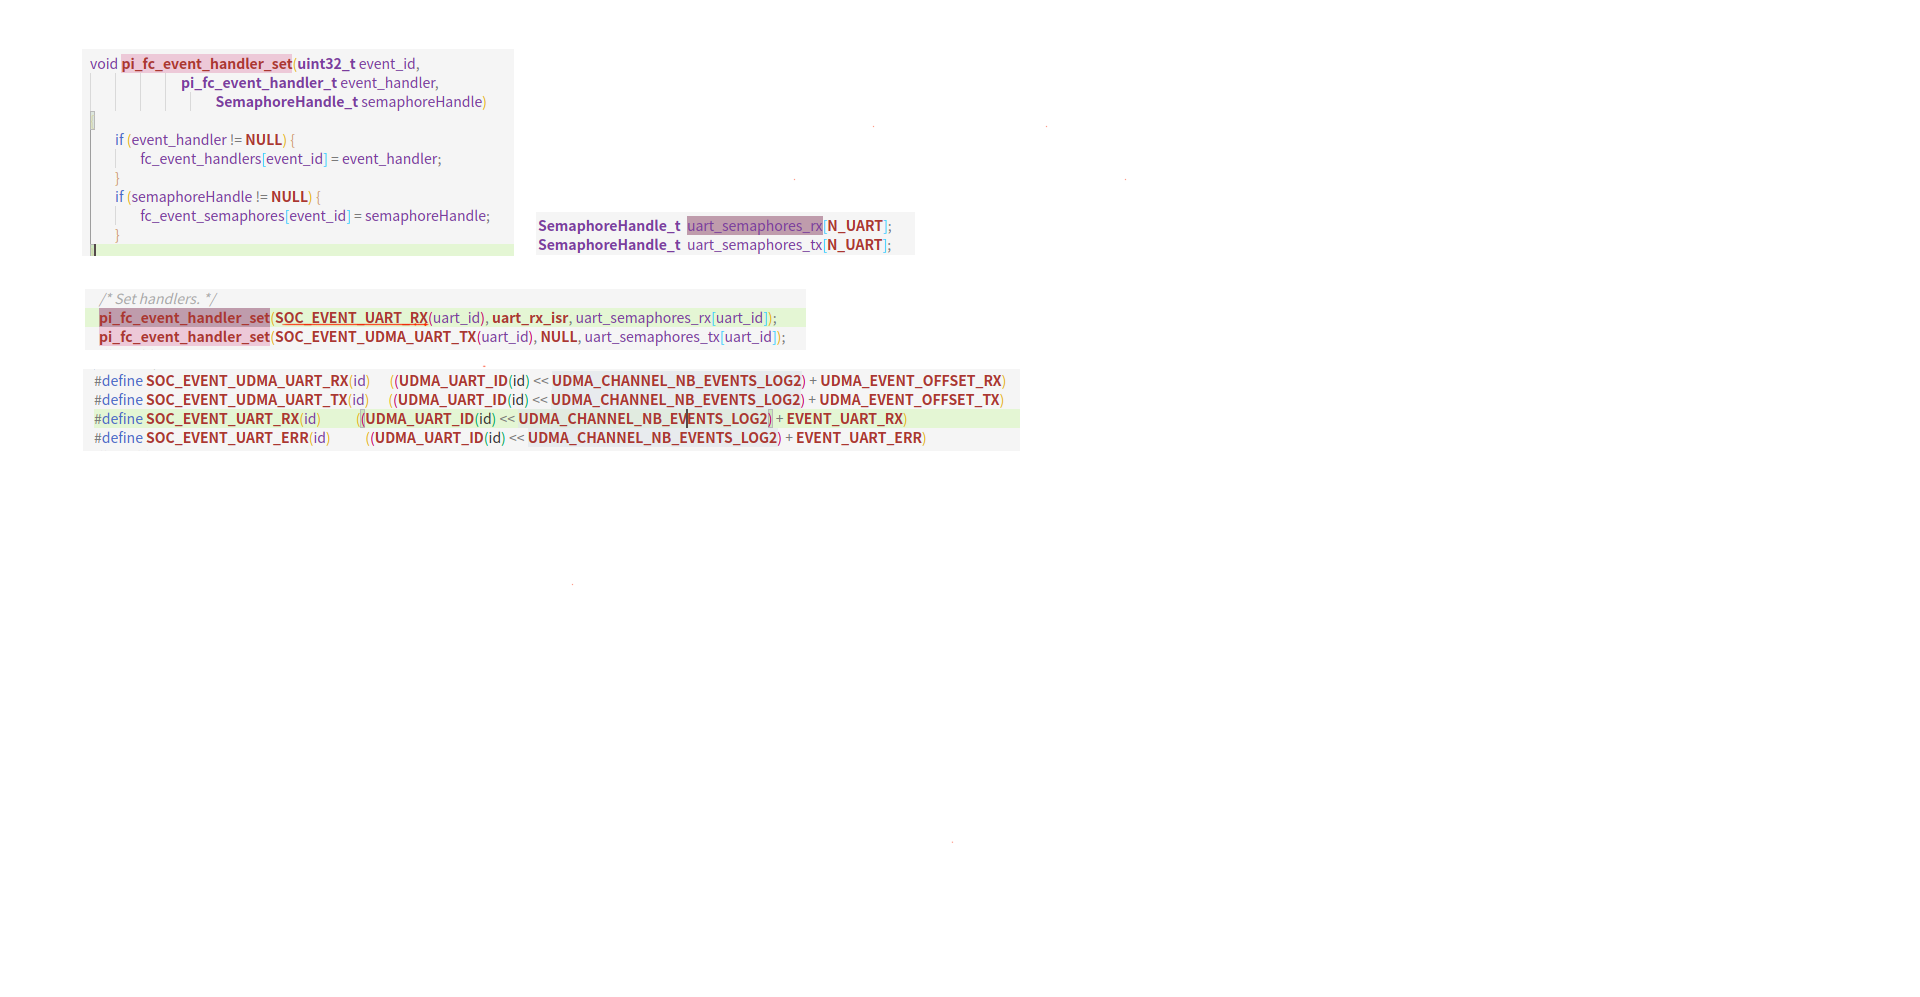 void pi_fc_event_handler_set(uint32_t event_id,
pi_fc_event_handler_t event_handler,
SemaphoreHandle_t semaphoreHandle)
{
if (event_handler != NULL) {
fc_event_handlers[event_id] = event_handler;
}
if (semaphoreHandle != NULL) {
fc_event_semaphores[event_id] = semaphoreHandle;
}
}
SemaphoreHandle_t uart_semaphores_rx[N_UART];
SemaphoreHandle_t uart_semaphores_tx[N_UART];
/* Set handlers. */
pi_fc_event_handler_set(SOC_EVENT_UART_RX(uart_id), uart_rx_isr, uart_semaphores_rx[uart_id]);
pi_fc_event_handler_set(SOC_EVENT_UDMA_UART_TX(uart_id), NULL, uart_semaphores_tx[uart_id]);
#define SOC_EVENT_UDMA_UART_RX(id) ((UDMA_UART_ID(id) << UDMA_CHANNEL_NB_EVENTS_LOG2) + UDMA_EVENT_OFFSET_RX)
#define SOC_EVENT_UDMA_UART_TX(id) ((UDMA_UART_ID(id) << UDMA_CHANNEL_NB_EVENTS_LOG2) + UDMA_EVENT_OFFSET_TX)
#define SOC_EVENT_UART_RX(id) ((UDMA_UART_ID(id) << UDMA_CHANNEL_NB_EVENTS_LOG2) + EVENT_UART_RX)
#define SOC_EVENT_UART_ERR(id) ((UDMA_UART_ID(id) << UDMA_CHANNEL_NB_EVENTS_LOG2) + EVENT_UART_ERR)